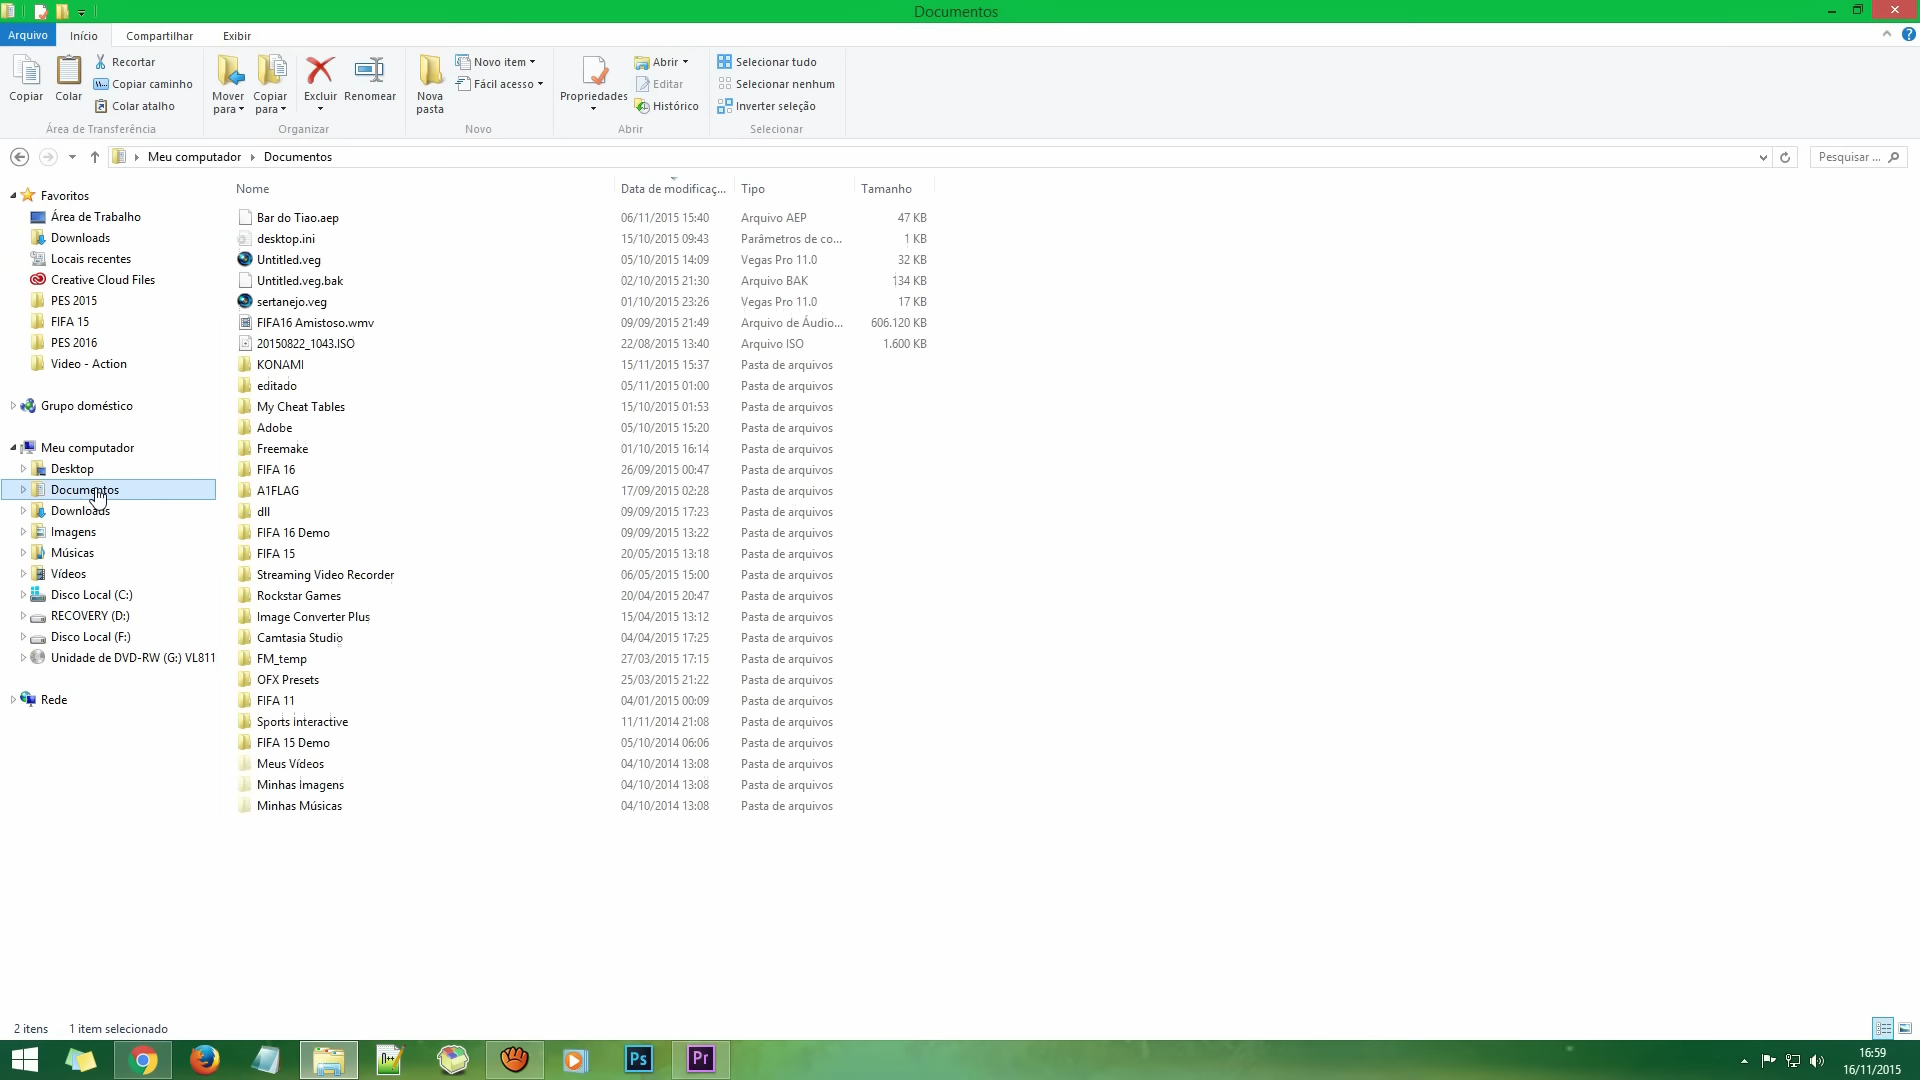 Documentos
Arquivo Início Compartilhar Exibir
Copiar
Colar
Recortar
Copiar caminho
Colar atalho
Área de Transferência
Mover para
Copiar para
Excluir
Renomear
Organizar
Nova pasta
Novo item
Fácil acesso
Novo
Propriedades
Abrir
Editar
Histórico
Abrir
Selecionar tudo
Selecionar nenhum
Inverter seleção
Selecionar
Meu computador Documentos
Pesquisar ...
Favoritos
Área de Trabalho
Downloads
Locais recentes
Creative Cloud Files
PES 2015
FIFA 15
PES 2016
Video - Action
Grupo doméstico
Meu computador
Desktop
Documentos
Downloads
Imagens
Músicas
Vídeos
Disco Local (C:)
RECOVERY (D:)
Disco Local (F:)
Unidade de DVD-RW (G:) VL811
Rede
Nome Data de modificaç... Tipo Tamanho
Bar do Tiao.aep 06/11/2015 15:40 Arquivo AEP 47 KB
desktop.ini 15/10/2015 09:43 Parâmetros de co... 1 KB
Untitled.veg 05/10/2015 14:09 Vegas Pro 11.0 32 KB
Untitled.veg.bak 02/10/2015 21:30 Arquivo BAK 134 KB
sertanejo.veg 01/10/2015 23:26 Vegas Pro 11.0 17 KB
FIFA16 Amistoso.wmv 09/09/2015 21:49 Arquivo de Áudio... 606.120 KB
20150822_1043.ISO 22/08/2015 13:40 Arquivo ISO 1.600 KB
KONAMI 15/11/2015 15:37 Pasta de arquivos
editado 05/11/2015 01:00 Pasta de arquivos
My Cheat Tables 15/10/2015 01:53 Pasta de arquivos
Adobe 05/10/2015 15:20 Pasta de arquivos
Freemake 01/10/2015 16:14 Pasta de arquivos
FIFA 16 26/09/2015 00:47 Pasta de arquivos
A1FLAG 17/09/2015 02:28 Pasta de arquivos
dll 09/09/2015 17:23 Pasta de arquivos
FIFA 16 Demo 09/09/2015 13:22 Pasta de arquivos
FIFA 15 20/05/2015 13:18 Pasta de arquivos
Streaming Video Recorder 06/05/2015 15:00 Pasta de arquivos
Rockstar Games 20/04/2015 20:47 Pasta de arquivos
Image Converter Plus 15/04/2015 13:12 Pasta de arquivos
Camtasia Studio 04/04/2015 17:25 Pasta de arquivos
FM_temp 27/03/2015 17:15 Pasta de arquivos
OFX Presets 25/03/2015 21:22 Pasta de arquivos
FIFA 11 04/01/2015 00:09 Pasta de arquivos
Sports Interactive 11/11/2014 21:08 Pasta de arquivos
FIFA 15 Demo 05/10/2014 06:06 Pasta de arquivos
Meus Vídeos 04/10/2014 13:08 Pasta de arquivos
Minhas Imagens 04/10/2014 13:08 Pasta de arquivos
Minhas Músicas 04/10/2014 13:08 Pasta de arquivos
2 itens 1 item selecionado
Ps
Pr
16:59
16/11/2015